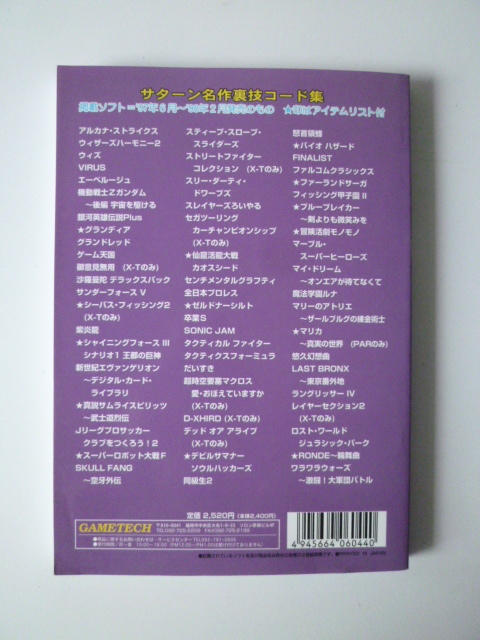 サターン名作裏技コード集
掲載ソフト='97年6月〜'98年2月発売のもの ★印はアイテムリスト付
アルカナ・ストライクス
ウィザーズハーモニー2
ウィズ
VIRUS
エーベルージュ
機動戦士Zガンダム
〜後編 宇宙を駆ける
銀河英雄伝説Plus
★グランディア
グランドレッド
ゲーム天国
御意見無用 (X-Tのみ)
沙羅曼陀 デラックスパック
サンダーフォース V
★シーバス・フィッシング2
(X-Tのみ)
紫炎龍
★シャイニングフォース III
シナリオ1 王都の巨神
新世紀エヴァンゲリオン
〜デジタル・カード・
ライブラリ
★真説サムライスピリッツ
〜武士道烈伝
Jリーグプロサッカー
クラブをつくろう!2
★スーパーロボット大戦F
SKULL FANG
〜空牙外伝
スティープ・スロープ・
スライダーズ
ストリートファイター
コレクション (X-Tのみ)
スリー・ダーティ・
ドワーブズ
スレイヤーズろいやる
セガツーリング
カーチャンピオンシップ
(X-Tのみ)
★仙窟活龍大戦
カオスシード
センチメンタルグラフティ
全日本プロレス
★ゼルドナーシルト
卒業S
SONIC JAM
タクティカル ファイター
タクティクスフォーミュラ
だいすき
超時空要塞マクロス
愛・おぼえていますか
(X-Tのみ)
D-XHIRD (X-Tのみ)
デッド オア アライブ
(X-Tのみ)
★デビルサマナー
ソウルハッカーズ
同級生2
怒首領蜂
★バイオ ハザード
FINALIST
ファルコムクラシックス
★ファーランドサーガ
フィッシング甲子園 II
★ブルーブレイカー
〜剣よりも微笑みを
★冒険活劇モノモノ
マーブル・
スーパーヒーローズ
マイ・ドリーム
〜オンエアが待てなくて
魔法学園ルナ
マリーのアトリエ
〜ザールブルグの錬金術士
★マリカ
〜真実の世界 (PARのみ)
悠久幻想曲
LAST BRONX
〜東京番外地
ラングリッサー IV
レイヤーセクション2
(X-Tのみ)
ロスト・ワールド
ジュラシック・パーク
★RONDE〜輪舞曲
ワラワラウォーズ
〜激闘!大軍団バトル
定価 2,520円 (本体2,400円)
GAMETECH
4 945664 060440